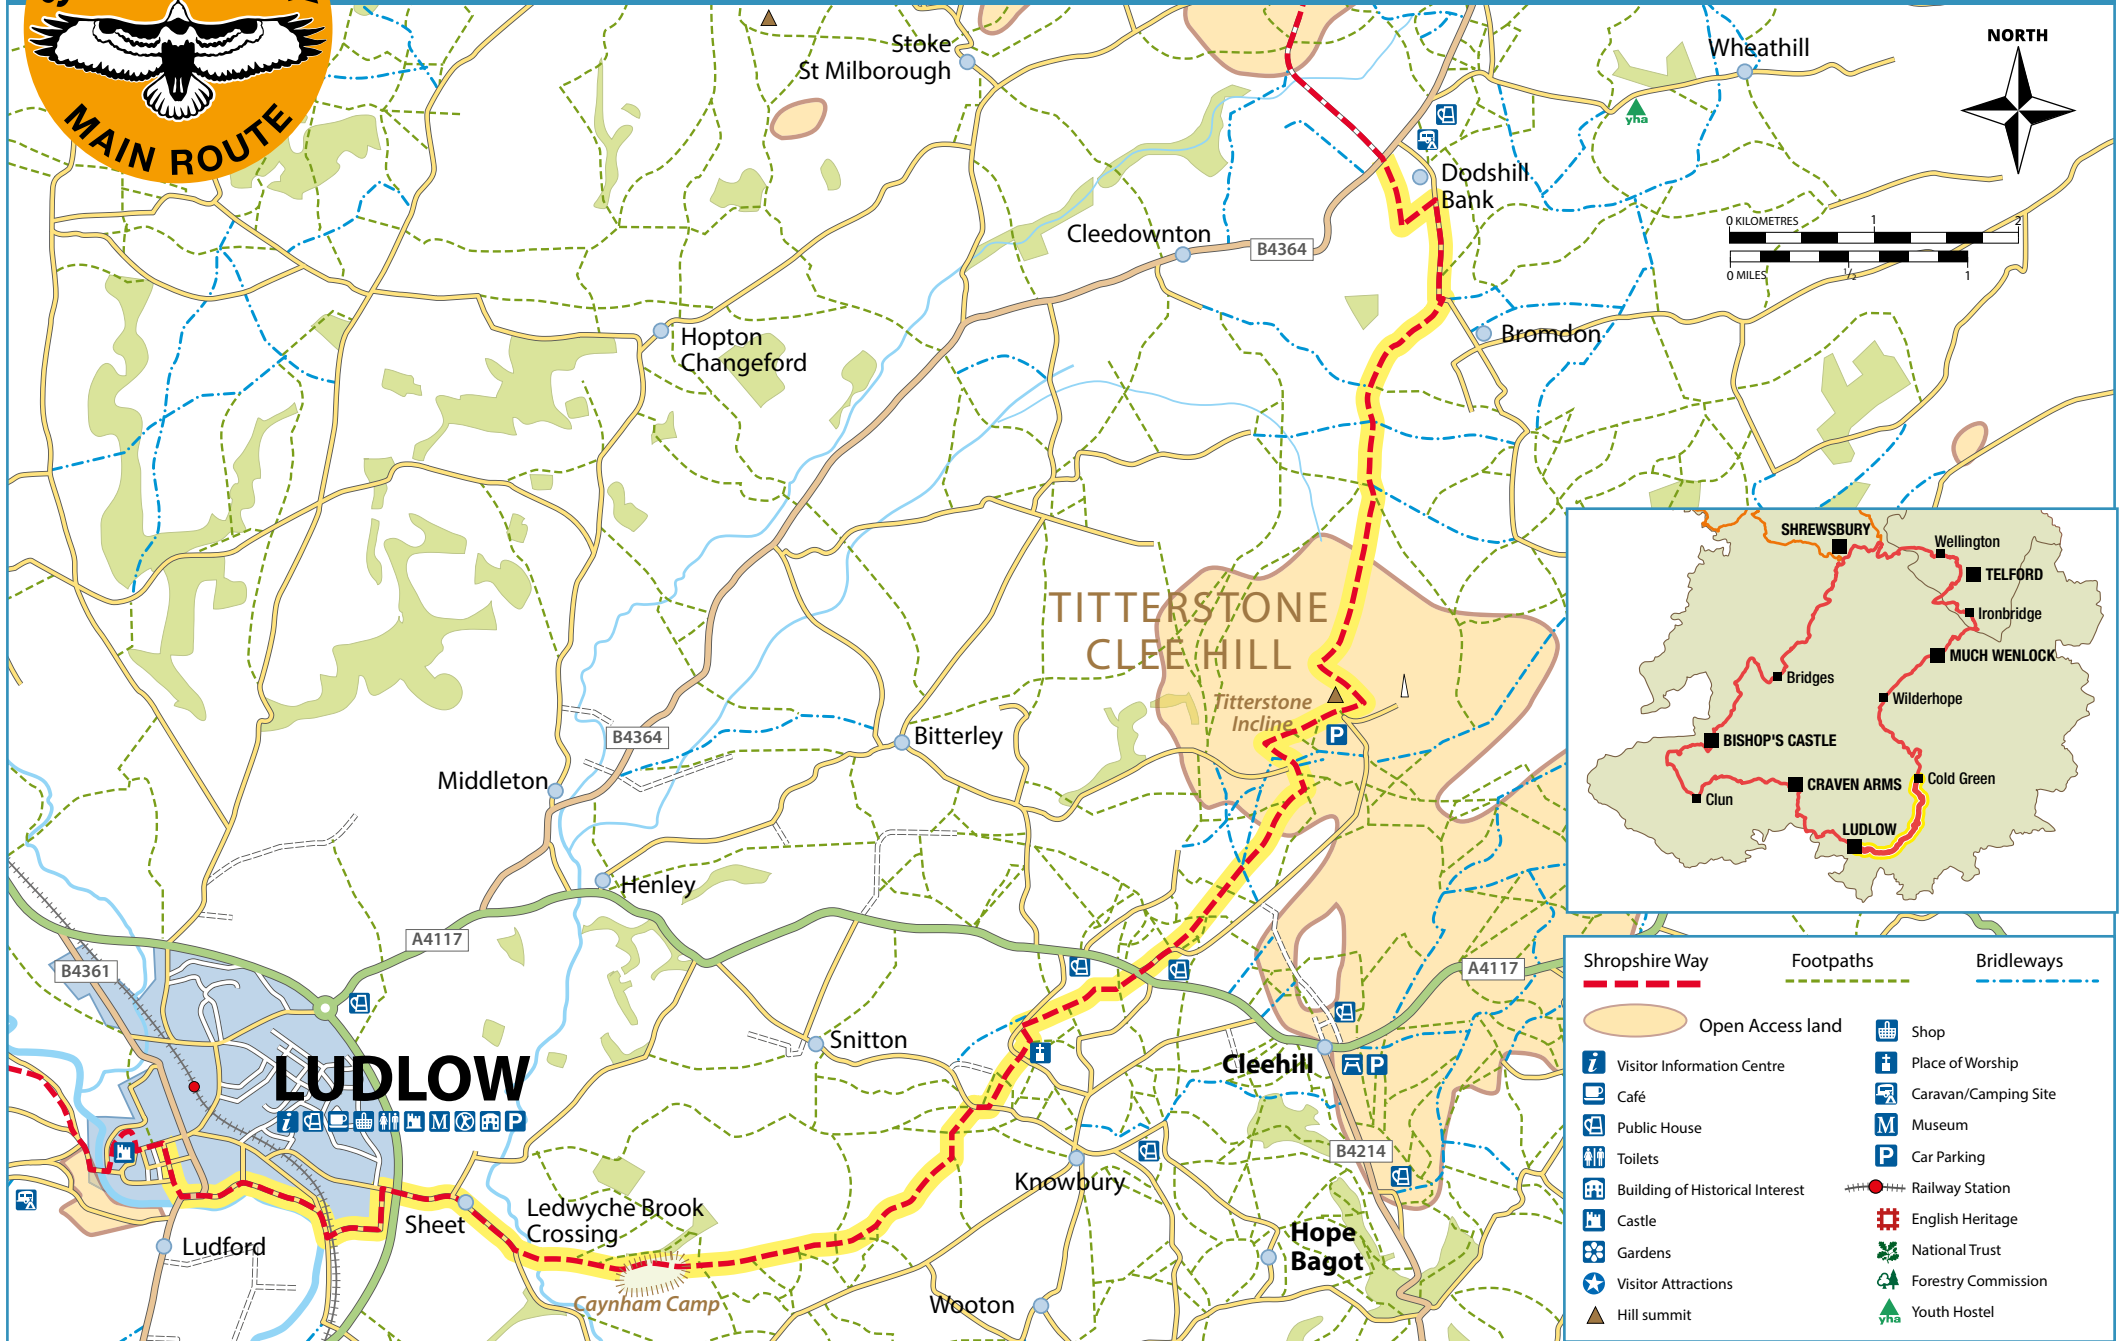 MAIN ROUTE
Stoke
St Milborough
Wheathill
NORTH
yha
Dodshill
Bank
Cleedownton
B4364
0 KILOMETRES 1 2
0 MILES 1/2 1
Hopton
Changeford
Bromdon
TITTERSTONE
CLEE HILL
Titterstone
Incline
P
B4364
Bitterley
Middleton
Henley
A4117
B4361
A4117
LUDLOW
i M P
Snitton
Cleehill
P
B4214
Knowbury
Sheet
Ledwyche Brook
Crossing
Ludford
Hope
Bagot
Caynham Camp
Wooton
SHREWSBURY
Wellington
TELFORD
Ironbridge
MUCH WENLOCK
Bridges
Wilderhope
BISHOP'S CASTLE
Cold Green
CRAVEN ARMS
Clun
LUDLOW
Shropshire Way
Footpaths
Bridleways
Open Access land
i Visitor Information Centre
Café
Public House
Toilets
Building of Historical Interest
Castle
Gardens
Visitor Attractions
Hill summit
Shop
Place of Worship
Caravan/Camping Site
M Museum
P Car Parking
Railway Station
English Heritage
National Trust
Forestry Commission
yha Youth Hostel